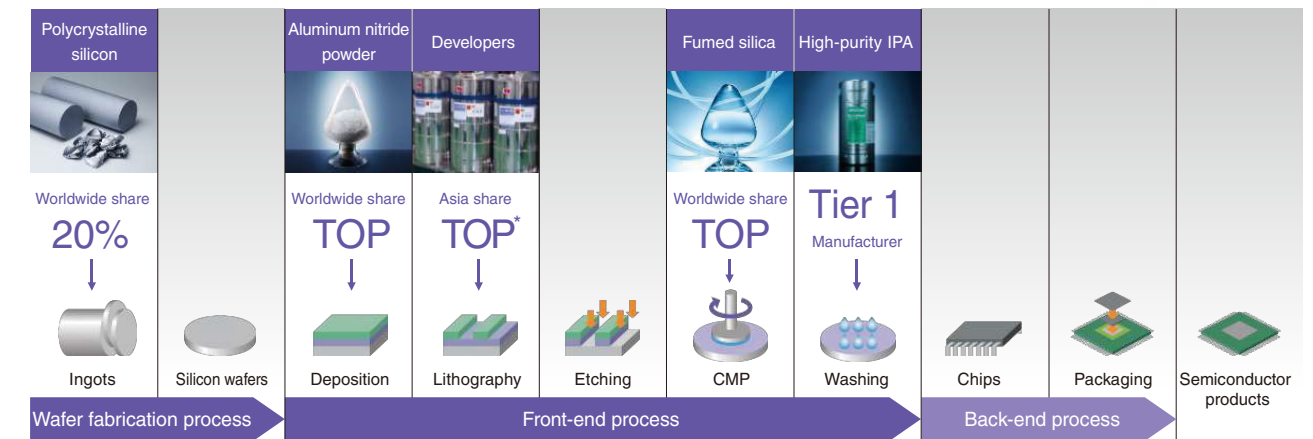 Polycrystalline
silicon
Aluminum nitride
powder
Developers
Fumed silica
High-purity IPA
Worldwide share
20%
Worldwide share
TOP
Asia share
TOP*
Worldwide share
TOP
Tier 1
Manufacturer
Ingots
Silicon wafers
Deposition
Lithography
Etching
CMP
Washing
Chips
Packaging
Semiconductor
products
Wafer fabrication process
Front-end process
Back-end process